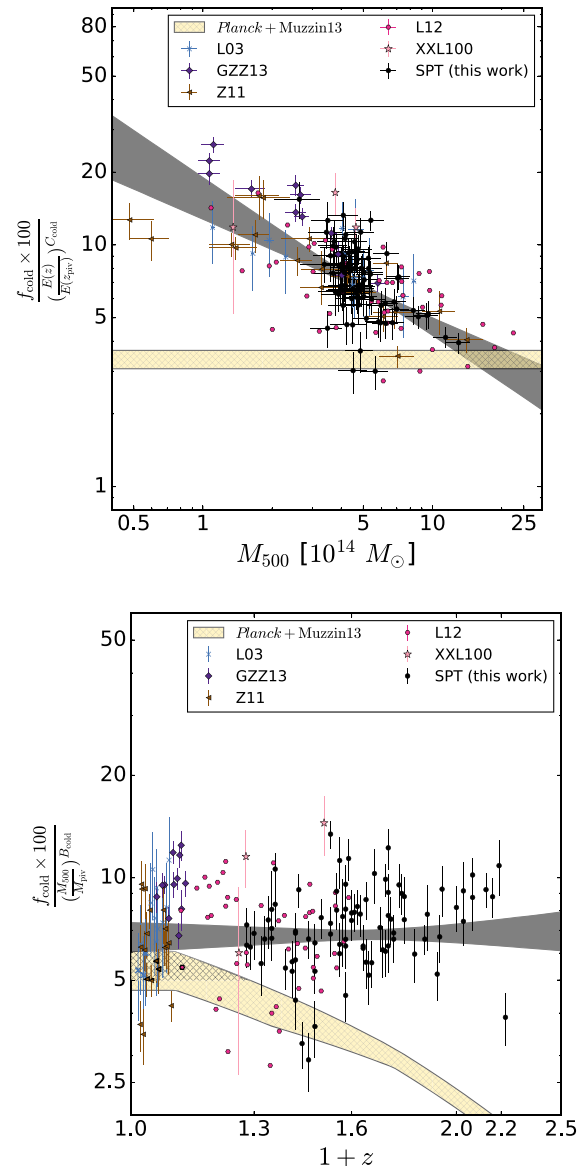 80
50
20
10
5
1
f_cold × 100
(E(z)/E(z_piv))^C_cold
Planck + Muzzin13
L03
GZZ13
Z11
L12
XXL100
SPT (this work)
0.5 1 5 10 25
M_500 [10^14 M_⊙]
50
20
10
5
2.5
f_cold × 100
(M_500/M_piv)^B_cold
Planck + Muzzin13
L03
GZZ13
Z11
L12
XXL100
SPT (this work)
1.0 1.3 1.6 2.0 2.2 2.5
1 + z